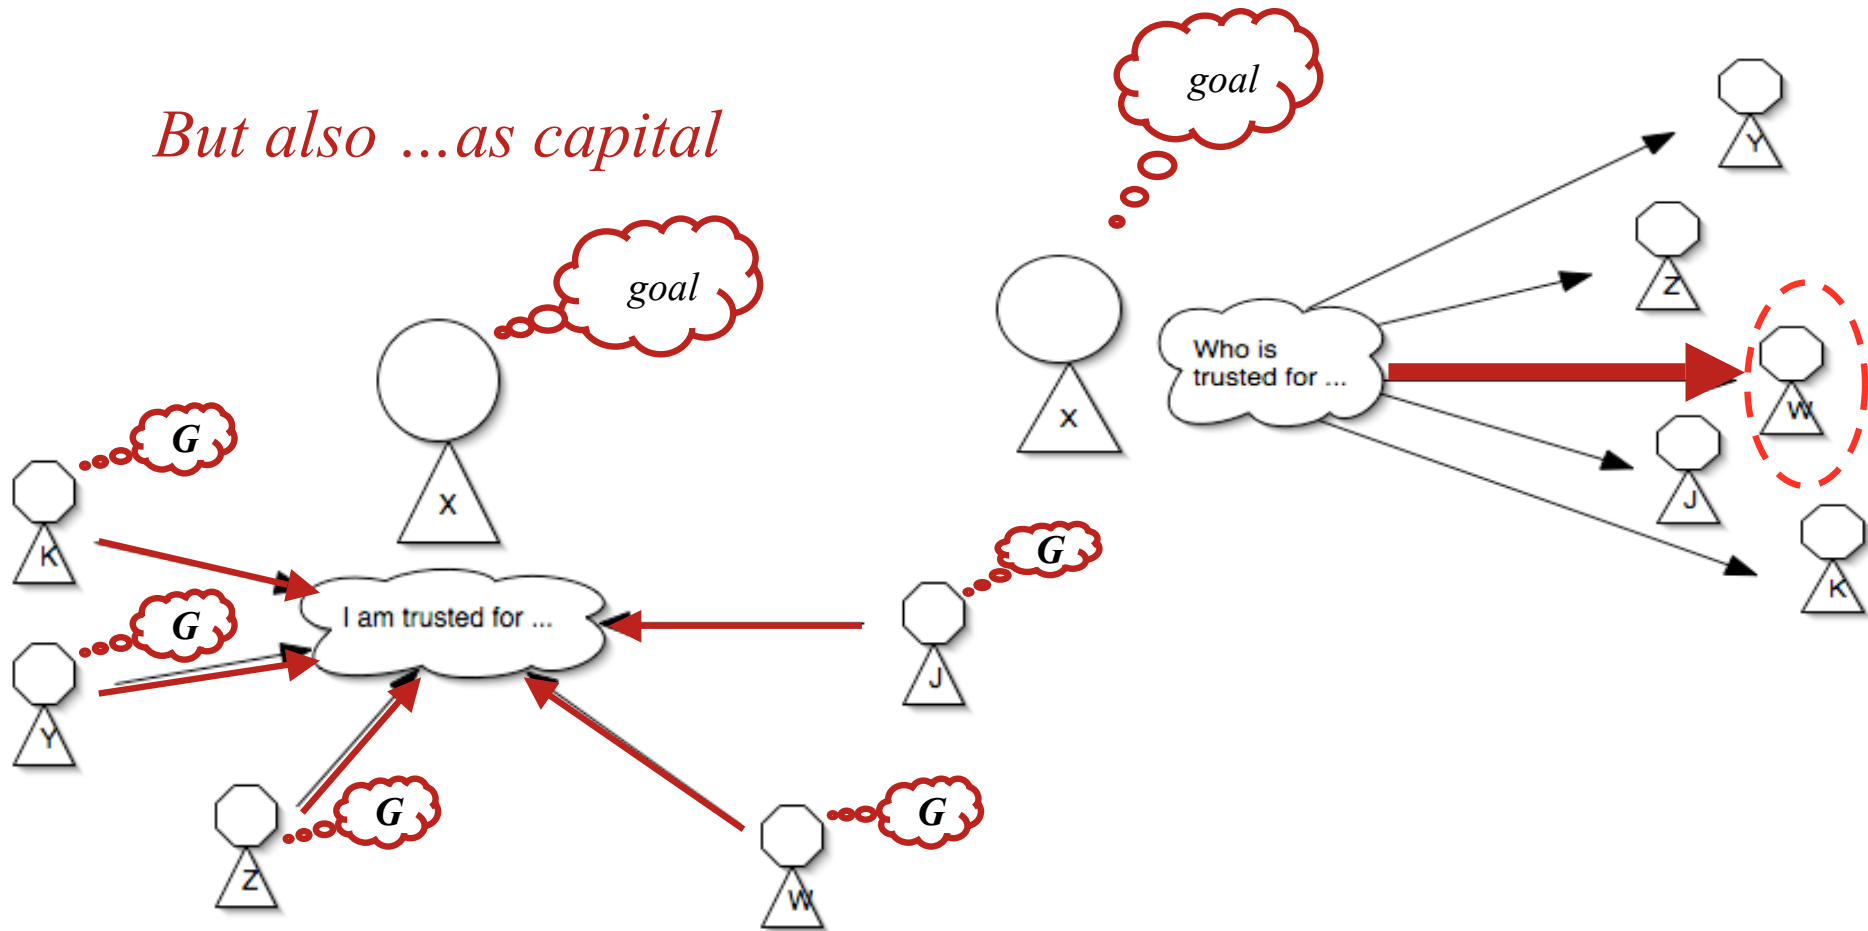 But also ...as capital
goal
goal
Y
Z
Who is
trusted for ...
W
X
J
K
G
X
K
G
I am trusted for ...
G
J
Y
G
G
Z
W